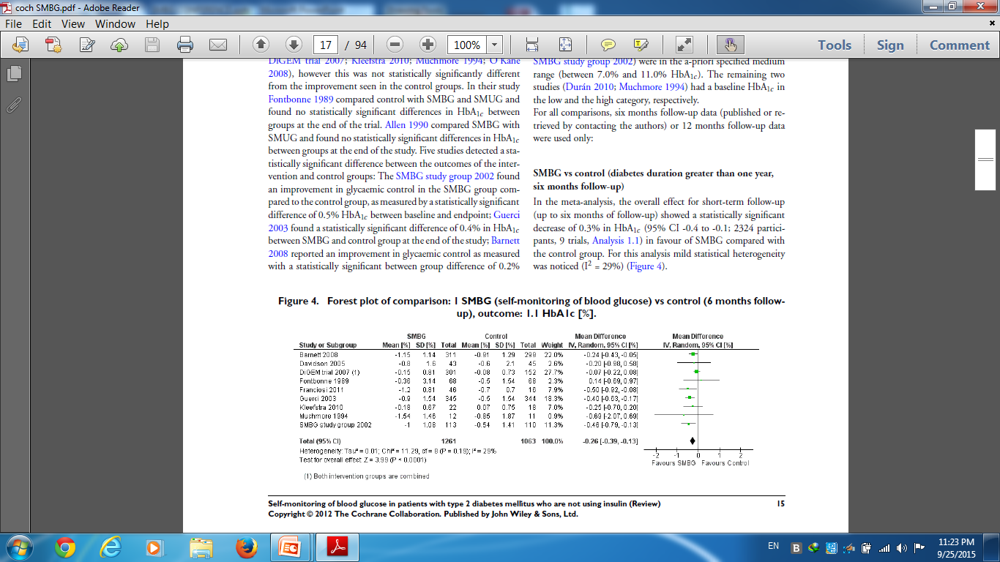 coch SMBG.pdf - Adobe Reader
File Edit View Window Help
17 / 94 100% Tools Sign Comment
DiGEM trial 2007; Kleefstra 2010; Muchmore 1994; O'Kane
2008), however this was not statistically significantly different
from the improvement seen in the control groups. In their study
Fontbonne 1989 compared control with SMBG and SMUG and
found no statistically significant differences in HbA1c between
groups at the end of the trial. Allen 1990 compared SMBG with
SMUG and found no statistically significant differences in HbA1c
between groups at the end of the study. Five studies detected a sta-
tistically significant difference between the outcomes of the inter-
vention and control groups: The SMBG study group 2002 found
an improvement in glycaemic control in the SMBG group com-
pared to the control group, as measured by a statistically significant
difference of 0.5% HbA1c between baseline and endpoint; Guerci
2003 found a statistically significant difference of 0.4% in HbA1c
between SMBG and control group at the end of the study; Barnett
2008 reported an improvement in glycaemic control as measured
with a statistically significant between group difference of 0.2%
SMBG study group 2002) were in the a-priori specified medium
range (between 7.0% and 11.0% HbA1c). The remaining two
studies (Durán 2010; Muchmore 1994) had a baseline HbA1c in
the low and the high category, respectively.
For all comparisons, six months follow-up data (published or re-
trieved by contacting the authors) or 12 months follow-up data
were used only:
SMBG vs control (diabetes duration greater than one year,
six months follow-up)
In the meta-analysis, the overall effect for short-term follow-up
(up to six months of follow-up) showed a statistically significant
decrease of 0.3% in HbA1c (95% CI -0.4 to -0.1; 2324 partici-
pants, 9 trials, Analysis 1.1) in favour of SMBG compared with
the control group. For this analysis mild statistical heterogeneity
was noticed (I² = 29%) (Figure 4).
Figure 4. Forest plot of comparison: 1 SMBG (self-monitoring of blood glucose) vs control (6 months follow-
up), outcome: 1.1 HbA1c [%].
SMBG Control Mean Difference Mean Difference
Study or Subgroup Mean [%] SD [%] Total Mean [%] SD [%] Total Weight IV, Random, 95% CI [%] IV, Random, 95% CI [%]
Barnett 2008 -1.15 1.14 311 -0.91 1.29 299 22.0% -0.24 [-0.43, -0.05]
Davidson 2005 -0.8 1.6 43 -0.6 2.1 45 2.6% -0.20 [-0.98, 0.58]
DiGEM trial 2007 (1) -0.15 0.81 301 -0.08 0.73 152 27.7% -0.07 [-0.22, 0.08]
Fontbonne 1989 -0.36 3.14 68 -0.5 1.54 68 2.3% 0.14 [-0.69, 0.97]
Franciosi 2011 -1.2 0.81 46 -0.7 0.7 16 7.9% -0.50 [-0.92, -0.08]
Guerci 2003 -0.9 1.54 345 -0.5 1.54 344 18.3% -0.40 [-0.63, -0.17]
Kleefstra 2010 -0.18 0.67 22 0.07 0.75 18 7.0% -0.25 [-0.70, 0.20]
Muchmore 1994 -1.54 1.46 12 -0.85 1.87 11 0.9% -0.69 [-2.07, 0.69]
SMBG study group 2002 -1 1.08 113 -0.54 1.41 110 11.3% -0.46 [-0.79, -0.13]
Total (95% CI) 1261 1063 100.0% -0.26 [-0.39, -0.13]
Heterogeneity: Tau² = 0.01; Chi² = 11.29, df = 8 (P = 0.19); I² = 29%
Test for overall effect: Z = 3.99 (P < 0.0001)
-2 -1 0 1 2
Favours SMBG Favours Control
(1) Both intervention groups are combined
Self-monitoring of blood glucose in patients with type 2 diabetes mellitus who are not using insulin (Review) 15
Copyright © 2012 The Cochrane Collaboration. Published by John Wiley & Sons, Ltd.
EN
11:23 PM
9/25/2015